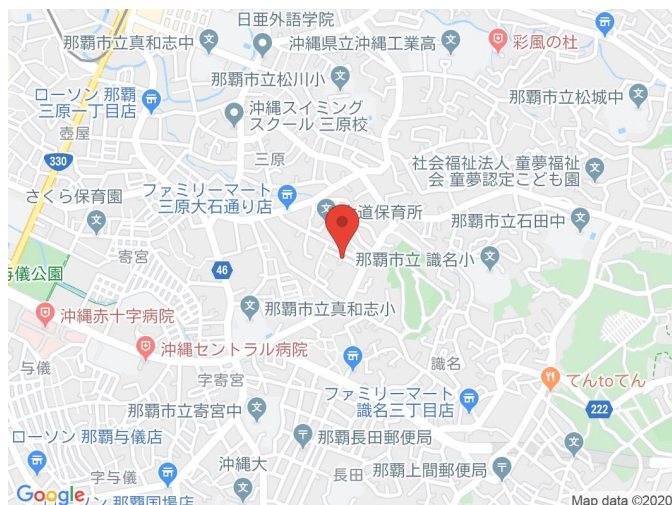 日亜外語学院
那覇市立真和志中
沖縄県立沖縄工業高
彩風の杜
ローソン 那覇
三原一丁目店
那覇市立松川小
那覇市立松城中
壺屋
沖縄スイミング
スクール 三原校
330
三原
社会福祉法人 童夢福祉
会 童夢認定こども園
さくら保育園
ファミリーマート
三原大石通り店
道保育所
那覇市立石田中
寄宮
46
那覇市立 識名小
与儀公園
沖縄赤十字病院
那覇市立真和志小
沖縄セントラル病院
識名
与儀
字寄宮
てんtoてん
ファミリーマート
識名三丁目店
222
那覇市立寄宮中
ローソン 那覇与儀店
那覇長田郵便局
字与儀
沖縄大
長田
那覇上間郵便局
Google
ローソン 那覇国場店
Map data ©2020